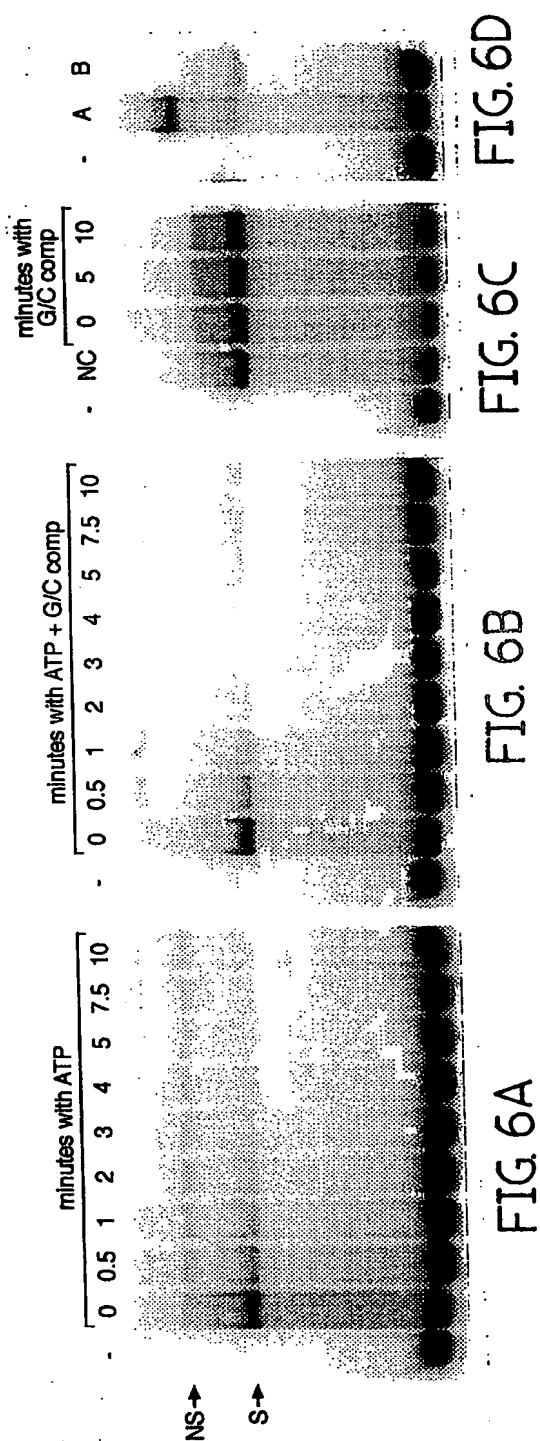 minutes with ATP
- 0 0.5 1 2 3 4 5 7.5 10
NS→
S→
FIG. 6A
minutes with ATP + G/C comp
- 0 0.5 1 2 3 4 5 7.5 10
FIG. 6B
minutes with
G/C comp
- NC 0 5 10
FIG. 6C
- A B
FIG. 6D